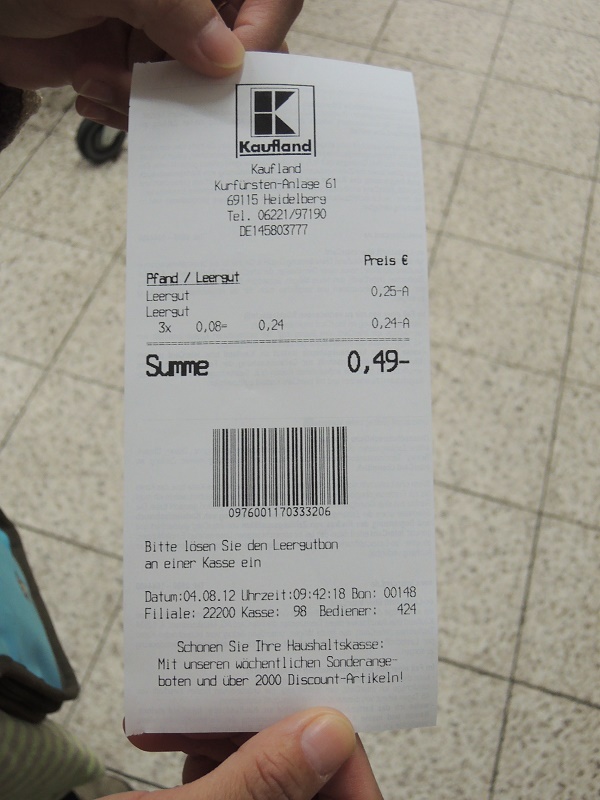 Kaufland
Kaufland
Kurfürsten-Anlage 61
69115 Heidelberg
Tel. 06221/97190
DE145803777
Preis €
Pfand / Leergut
Leergut 0,25-A
Leergut
3x 0,08= 0,24 0,24-A
Summe 0,49-
0976001170333206
Bitte lösen Sie den Leergutbon
an einer Kasse ein
Datum:04.08.12 Uhrzeit:09:42:18 Bon: 00148
Filiale: 22200 Kasse: 98 Bediener: 424
Schonen Sie Ihre Haushaltskasse:
Mit unseren wöchentlichen Sonderange-
boten und über 2000 Discount-Artikeln!